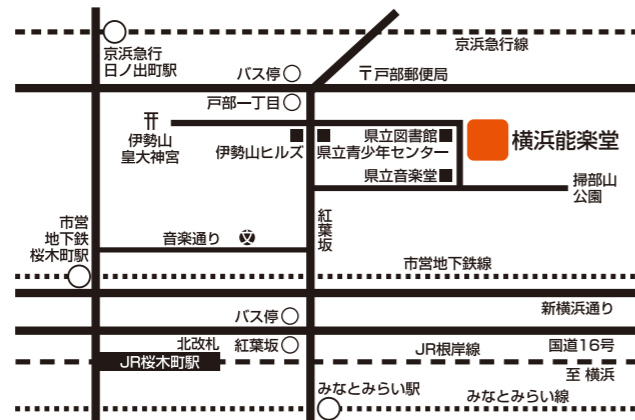 京浜急行線
京浜急行
日ノ出町駅
バス停
〒戸部郵便局
戸部一丁目
伊勢山
皇大神宮
伊勢山ヒルズ
県立図書館
県立青少年センター
県立音楽堂
横浜能楽堂
掃部山
公園
市営
地下鉄
桜木町駅
音楽通り
紅葉坂
市営地下鉄線
新横浜通り
バス停
紅葉坂
国道16号
北改札
JR桜木町駅
JR根岸線
至 横浜
みなとみらい駅
みなとみらい線